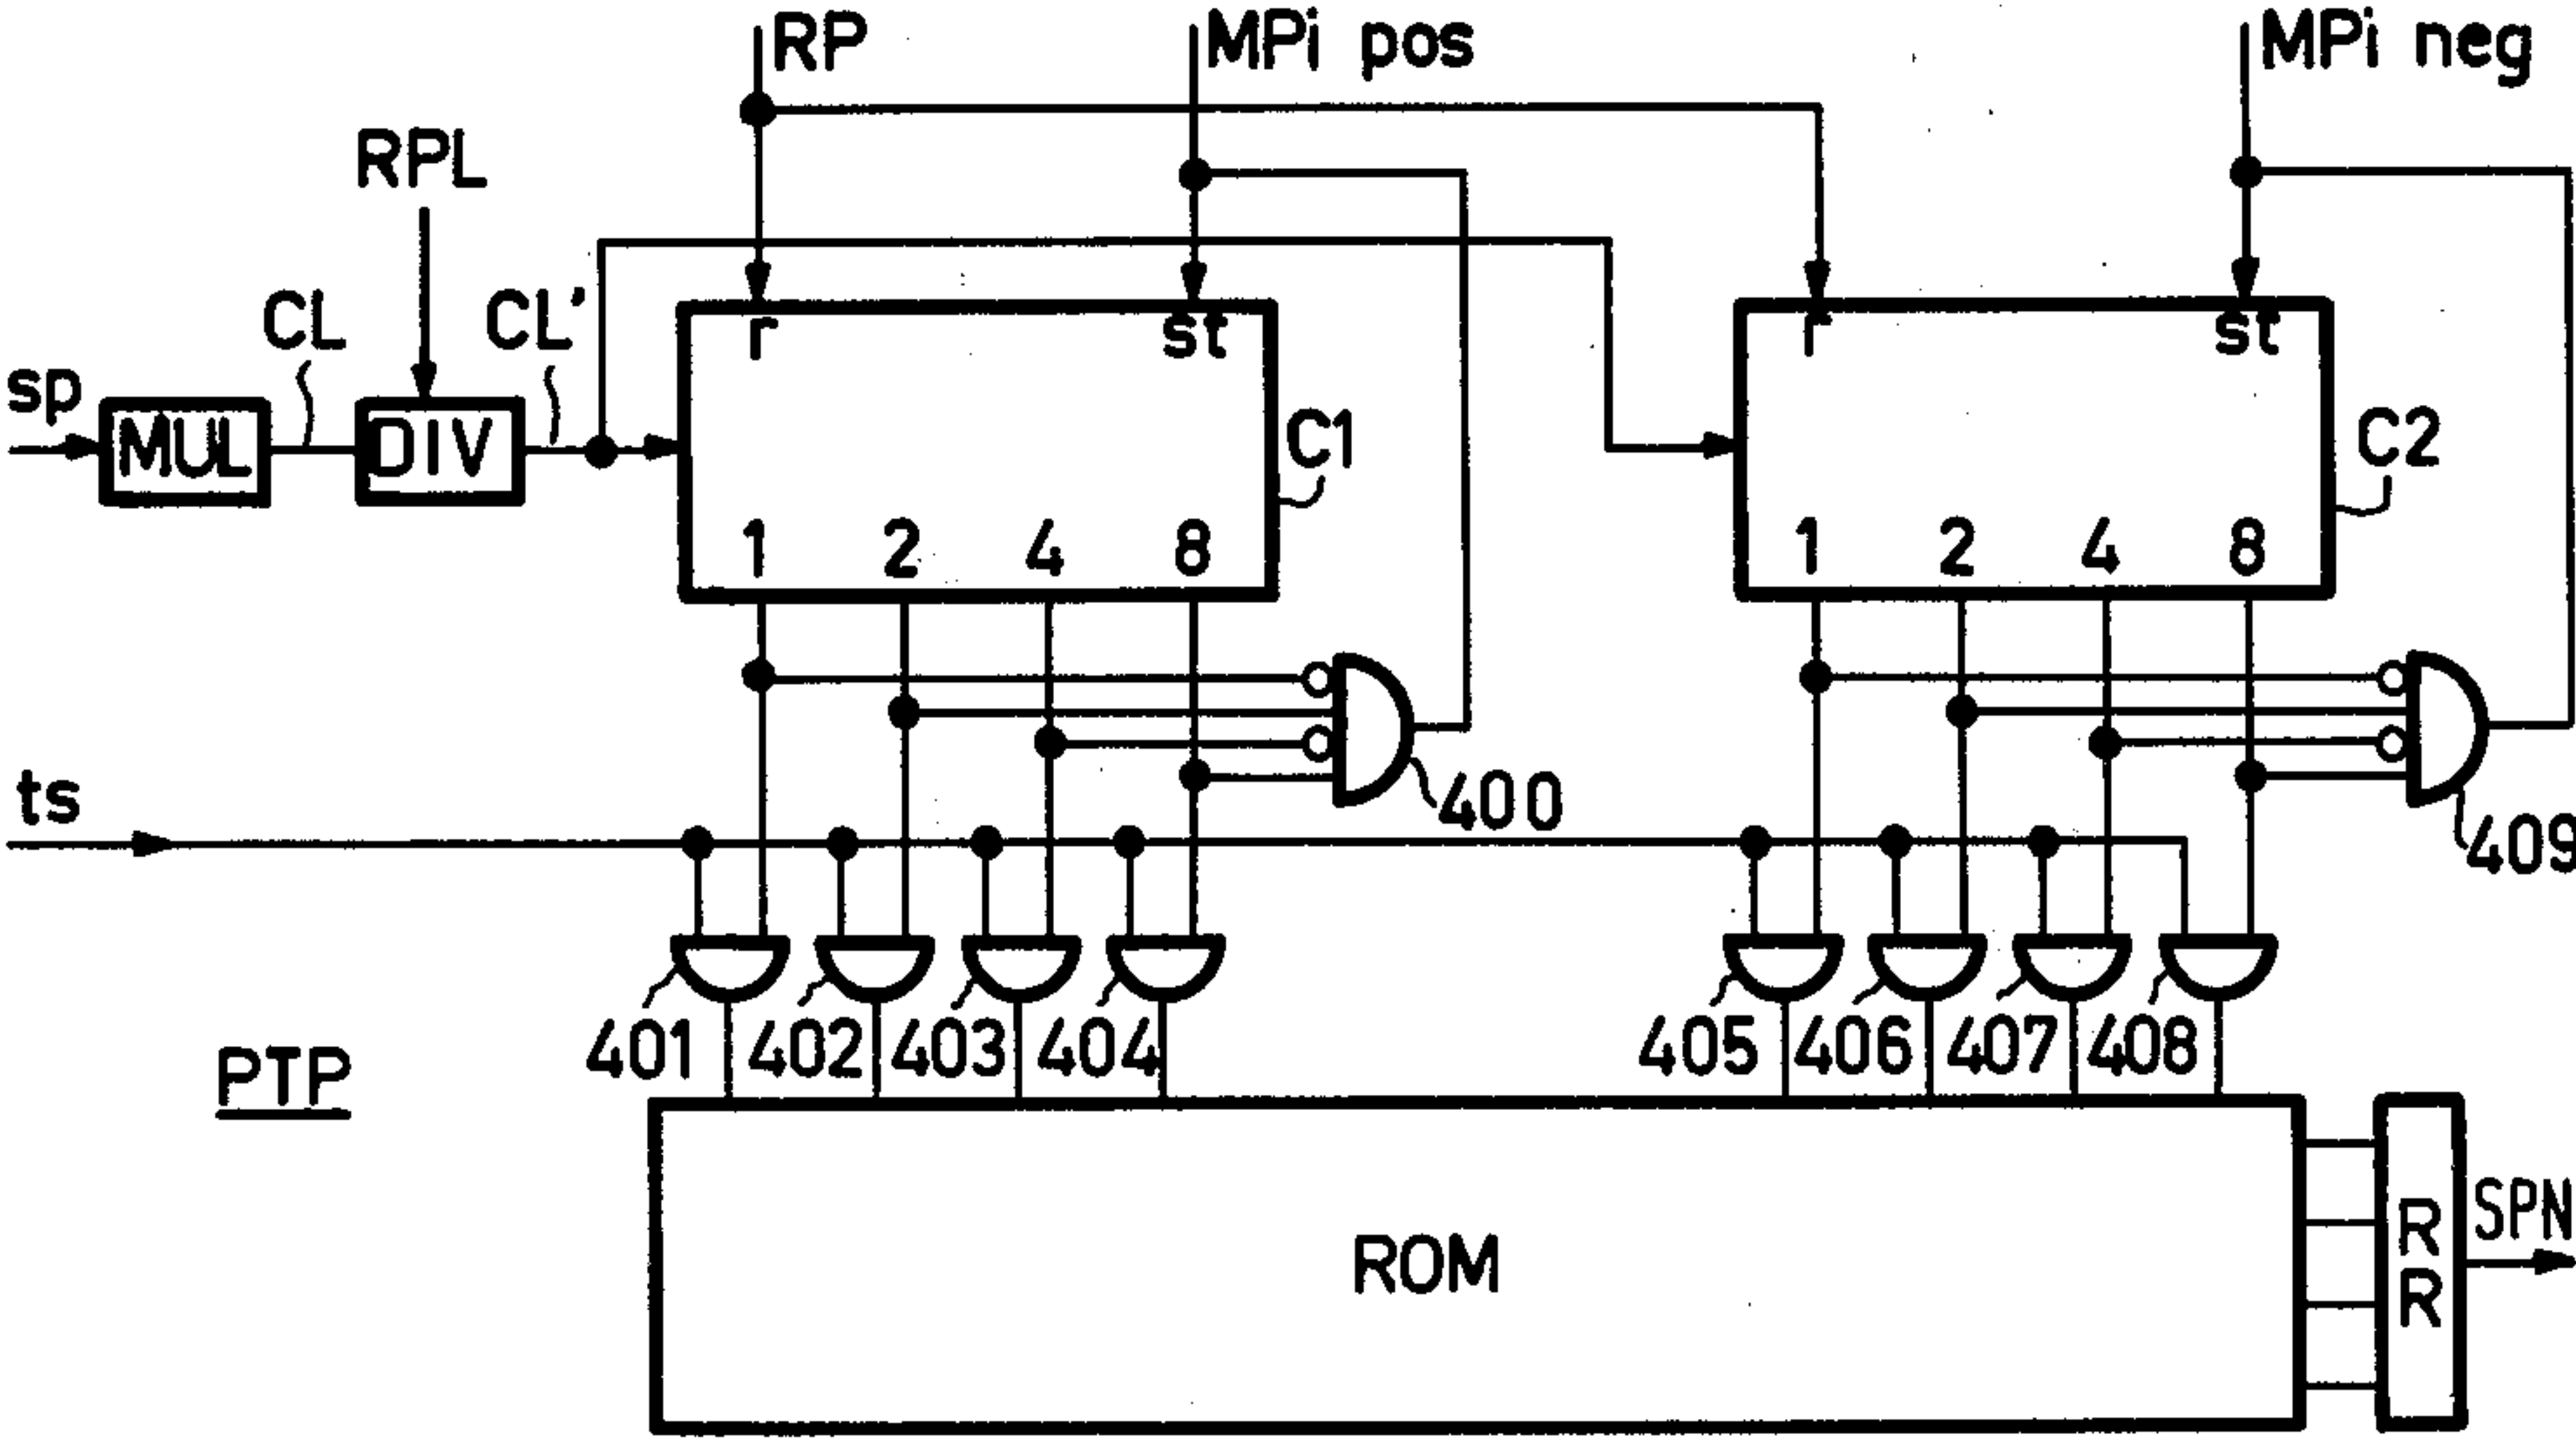 RP
MPi pos
MPi neg
RPL
CL
CL'
sp
MUL
DIV
r
st
C1
1 2 4 8
r
st
C2
1 2 4 8
400
409
ts
401 402 403 404
405 406 407 408
PTP
ROM
RR
SPN